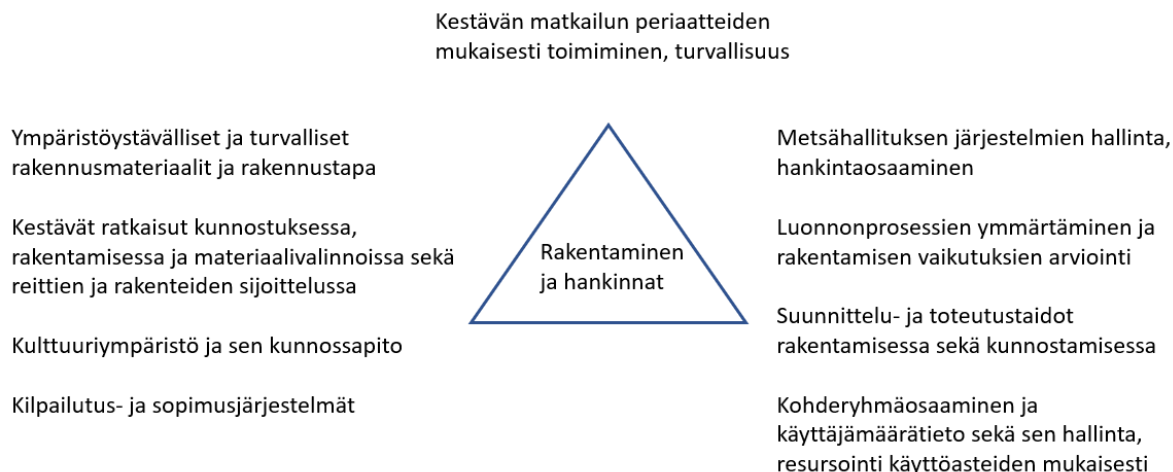 Kestävän matkailun periaatteiden
mukaisesti toimiminen, turvallisuus
Ympäristöystävälliset ja turvalliset
rakennusmateriaalit ja rakennustapa
Kestävät ratkaisut kunnostuksessa,
rakentamisessa ja materiaalivalinnoissa sekä
reittien ja rakenteiden sijoittelussa
Kulttuuriympäristö ja sen kunnossapito
Kilpailutus- ja sopimusjärjestelmät
Rakentaminen
ja hankinnat
Metsähallituksen järjestelmien hallinta,
hankintaosaaminen
Luonnonprosessien ymmärtäminen ja
rakentamisen vaikutuksien arviointi
Suunnittelu- ja toteutustaidot
rakentamisessa sekä kunnostamisessa
Kohderyhmäosaaminen ja
käyttäjämäärätieto sekä sen hallinta,
resursointi käyttöasteiden mukaisesti